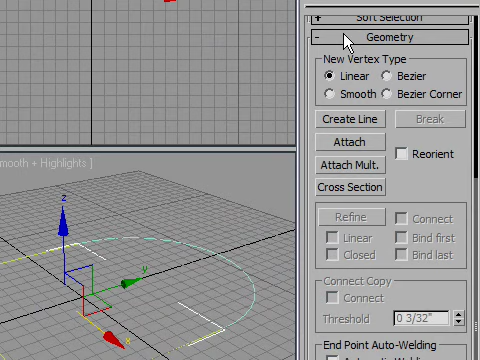 + Soft Selection
- Geometry
New Vertex Type
Linear Bezier
Smooth Bezier Corner
Create Line Break
Attach
Reorient
Attach Mult.
Cross Section
mooth + Highlights ]
Refine Connect
Linear Bind first
Closed Bind last
Connect Copy
Connect
Threshold 0 3/32"
End Point Auto-Welding
z
y
x